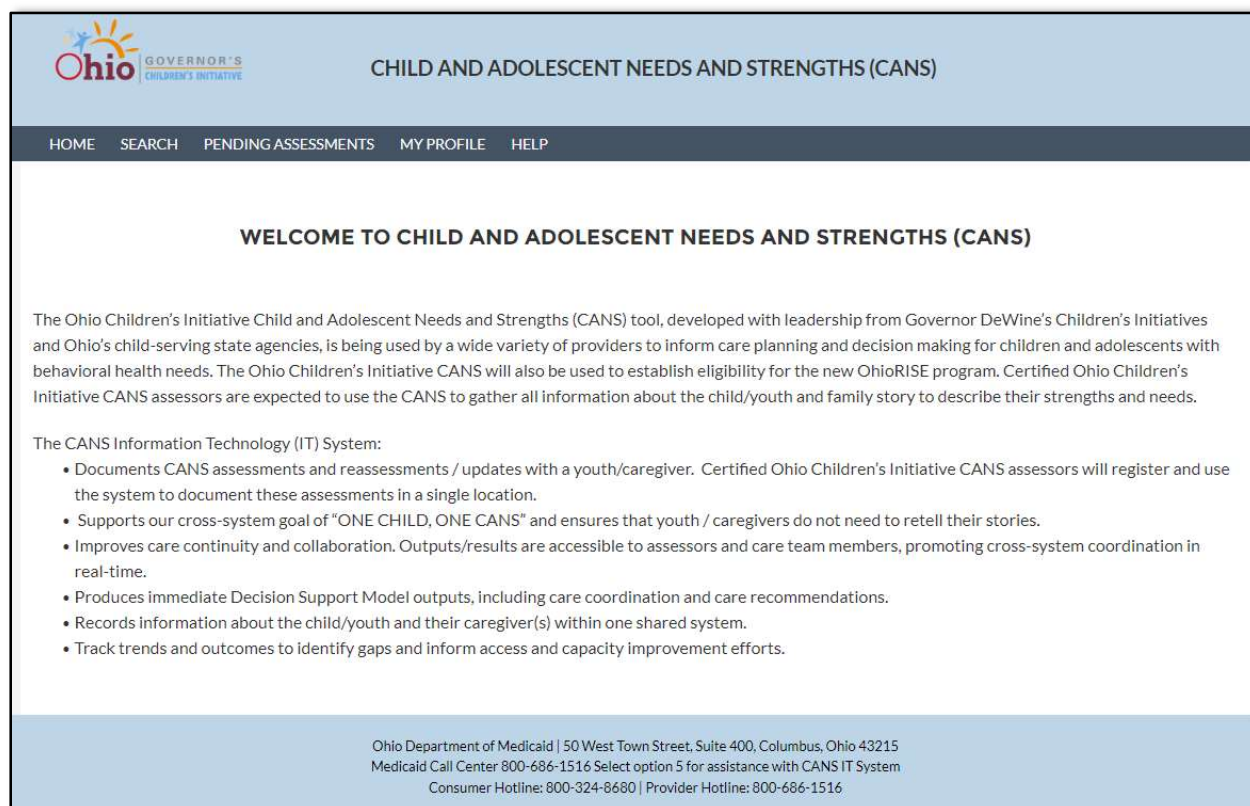 Ohio GOVERNOR'S
CHILDREN'S INITIATIVE
CHILD AND ADOLESCENT NEEDS AND STRENGTHS (CANS)
HOME SEARCH PENDING ASSESSMENTS MY PROFILE HELP
WELCOME TO CHILD AND ADOLESCENT NEEDS AND STRENGTHS (CANS)
The Ohio Children's Initiative Child and Adolescent Needs and Strengths (CANS) tool, developed with leadership from Governor DeWine's Children's Initiatives
and Ohio's child-serving state agencies, is being used by a wide variety of providers to inform care planning and decision making for children and adolescents with
behavioral health needs. The Ohio Children's Initiative CANS will also be used to establish eligibility for the new OhioRISE program. Certified Ohio Children's
Initiative CANS assessors are expected to use the CANS to gather all information about the child/youth and family story to describe their strengths and needs.
The CANS Information Technology (IT) System:
• Documents CANS assessments and reassessments / updates with a youth/caregiver. Certified Ohio Children's Initiative CANS assessors will register and use
the system to document these assessments in a single location.
• Supports our cross-system goal of "ONE CHILD, ONE CANS" and ensures that youth / caregivers do not need to retell their stories.
• Improves care continuity and collaboration. Outputs/results are accessible to assessors and care team members, promoting cross-system coordination in
real-time.
• Produces immediate Decision Support Model outputs, including care coordination and care recommendations.
• Records information about the child/youth and their caregiver(s) within one shared system.
• Track trends and outcomes to identify gaps and inform access and capacity improvement efforts.
Ohio Department of Medicaid | 50 West Town Street, Suite 400, Columbus, Ohio 43215
Medicaid Call Center 800-686-1516 Select option 5 for assistance with CANS IT System
Consumer Hotline: 800-324-8680 | Provider Hotline: 800-686-1516